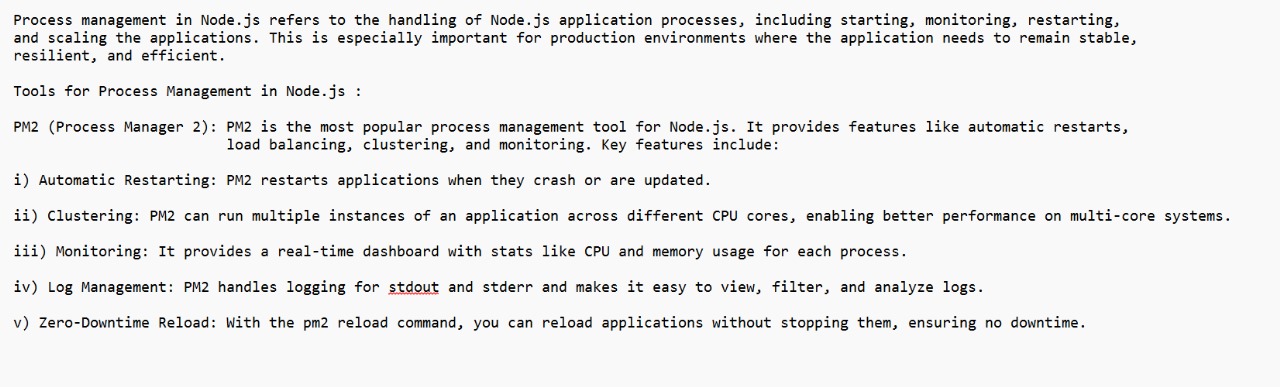 Process management in Node.js refers to the handling of Node.js application processes, including starting, monitoring, restarting,
and scaling the applications. This is especially important for production environments where the application needs to remain stable,
resilient, and efficient.
Tools for Process Management in Node.js :
PM2 (Process Manager 2): PM2 is the most popular process management tool for Node.js. It provides features like automatic restarts,
load balancing, clustering, and monitoring. Key features include:
i) Automatic Restarting: PM2 restarts applications when they crash or are updated.
ii) Clustering: PM2 can run multiple instances of an application across different CPU cores, enabling better performance on multi-core systems.
iii) Monitoring: It provides a real-time dashboard with stats like CPU and memory usage for each process.
iv) Log Management: PM2 handles logging for stdout and stderr and makes it easy to view, filter, and analyze logs.
v) Zero-Downtime Reload: With the pm2 reload command, you can reload applications without stopping them, ensuring no downtime.